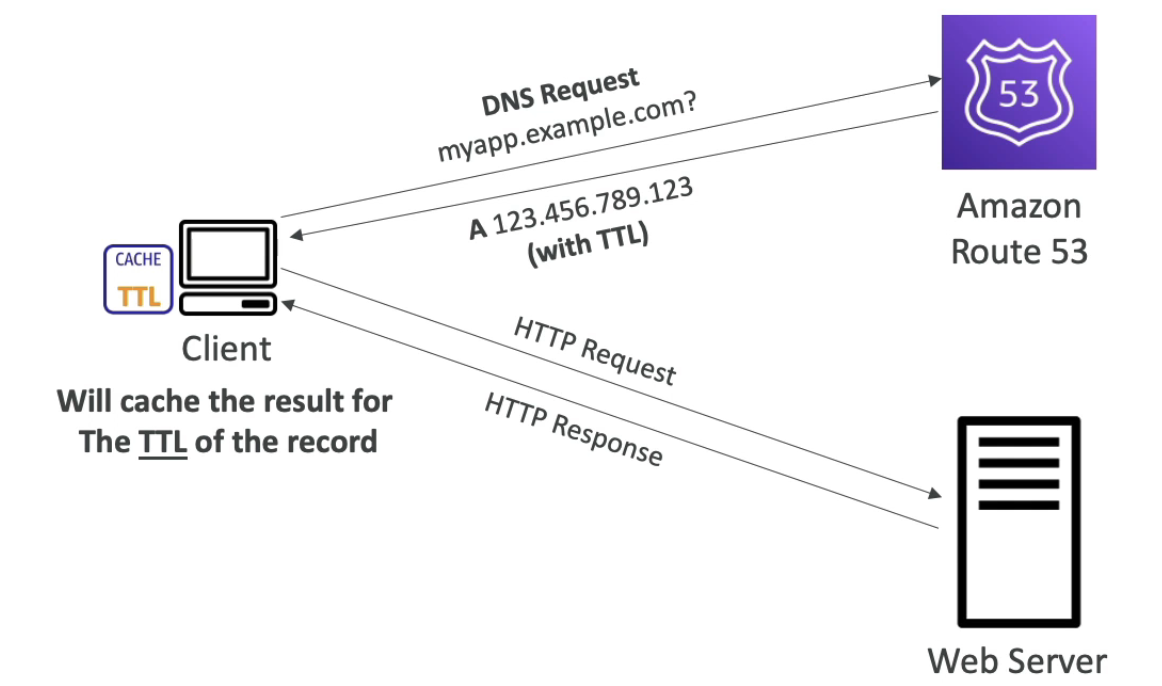 DNS Request
myapp.example.com?
53
A 123.456.789.123
(with TTL)
Amazon
Route 53
CACHE
TTL
Client
Will cache the result for
The TTL of the record
HTTP Request
HTTP Response
Web Server